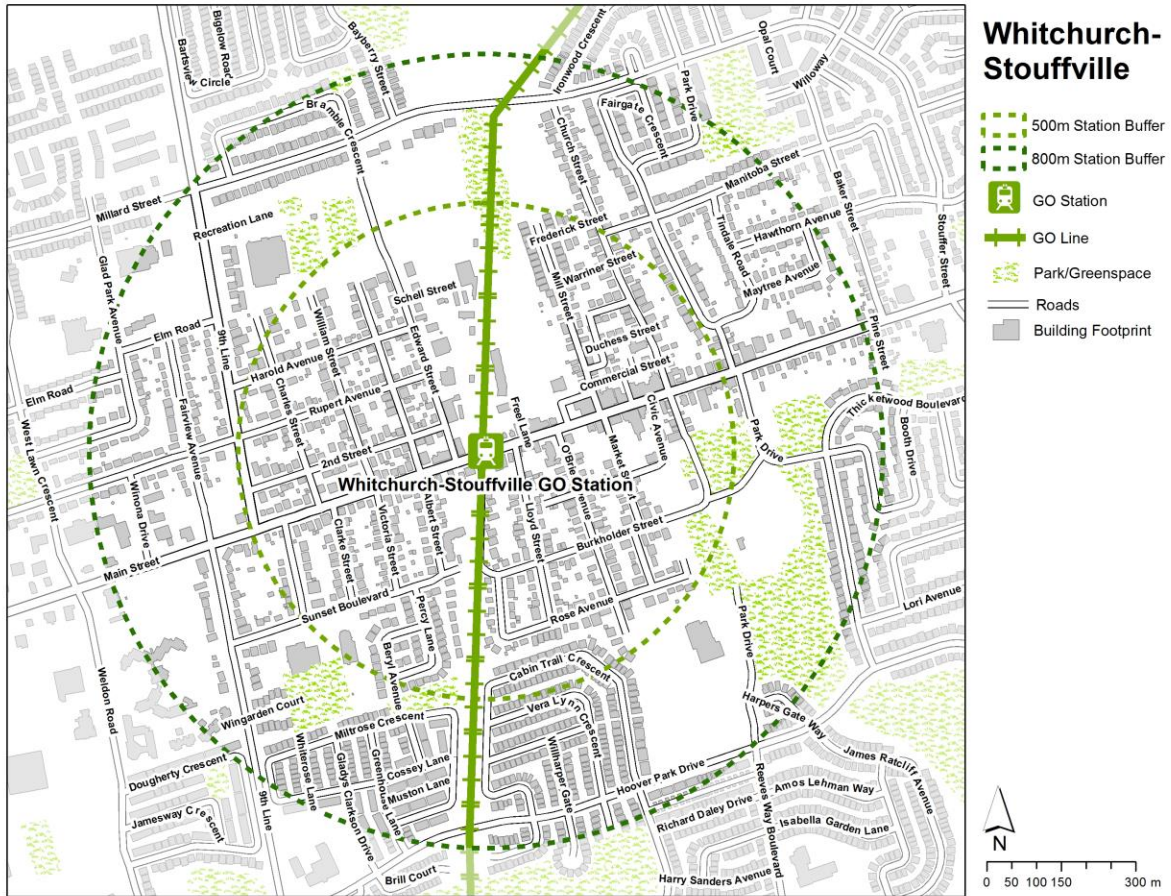 Whitchurch-
Stouffville
500m Station Buffer
800m Station Buffer
GO Station
GO Line
Park/Greenspace
Roads
Building Footprint
N
0 50 100 150 300 m
Bartsview Circle
Bigelow Road
Bayberry Street
Bramble Crescent
Ironwood Crescent
Opal Court
Willoway
Park Drive
Fairgate Crescent
Church Street
Millard Street
Manitoba Street
Baker Street
Stouffer Street
Recreation Lane
Frederick Street
Tindale Road
Hawthorn Avenue
Glad Park Avenue
Warriner Street
Maytree Avenue
Mill Street
Schell Street
Elm Road
9th Line
William Street
Edward Street
Duchess Street
Pine Street
Harold Avenue
Commercial Street
Elm Road
Charles Street
Rupert Avenue
Freel Lane
Civic Avenue
Thicketwood Boulevard
Booth Drive
West Lawn Crescent
Fairview Avenue
2nd Street
Market Street
Park Drive
O'Brien Avenue
Whitchurch-Stouffville GO Station
Winona Drive
Clarke Street
Victoria Street
Albert Street
Lloyd Street
Burkholder Street
Main Street
Sunset Boulevard
Percy Lane
Rose Avenue
Park Drive
Lori Avenue
Beryl Avenue
Cabin Trail Crescent
Weldon Road
Wingarden Court
Miltrose Crescent
Vera Lynn Crescent
Harpers Gate Way
James Ratcliff Avenue
Dougherty Crescent
Whiterose Lane
Gladys Clarkson Drive
Greenhouse Lane
Cossey Lane
Muston Lane
Willharper Gate
Hoover Park Drive
Reeves Way Boulevard
Amos Lehman Way
Richard Daley Drive
Isabella Garden Lane
Jamesway Crescent
9th Line
Brill Court
Harry Sanders Avenue